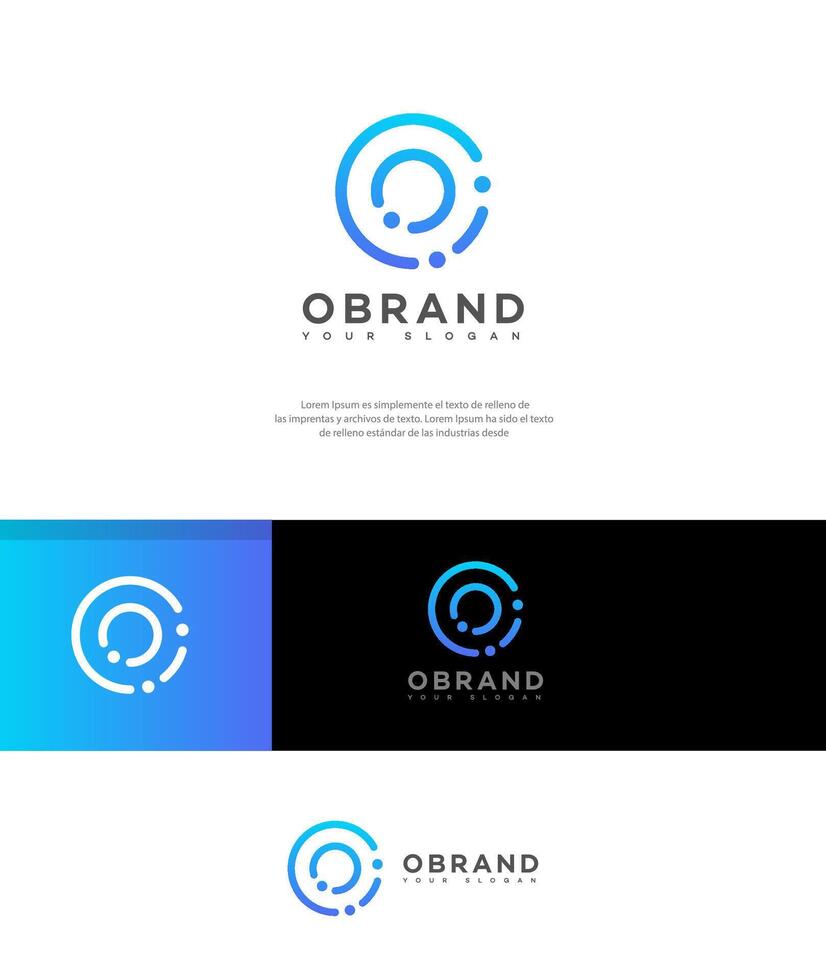 OBRAND
YOUR SLOGAN
Lorem Ipsum es simplemente el texto de relleno de
las imprentas y archivos de texto. Lorem Ipsum ha sido el texto
de relleno estándar de las industrias desde
OBRAND
YOUR SLOGAN
OBRAND
YOUR SLOGAN